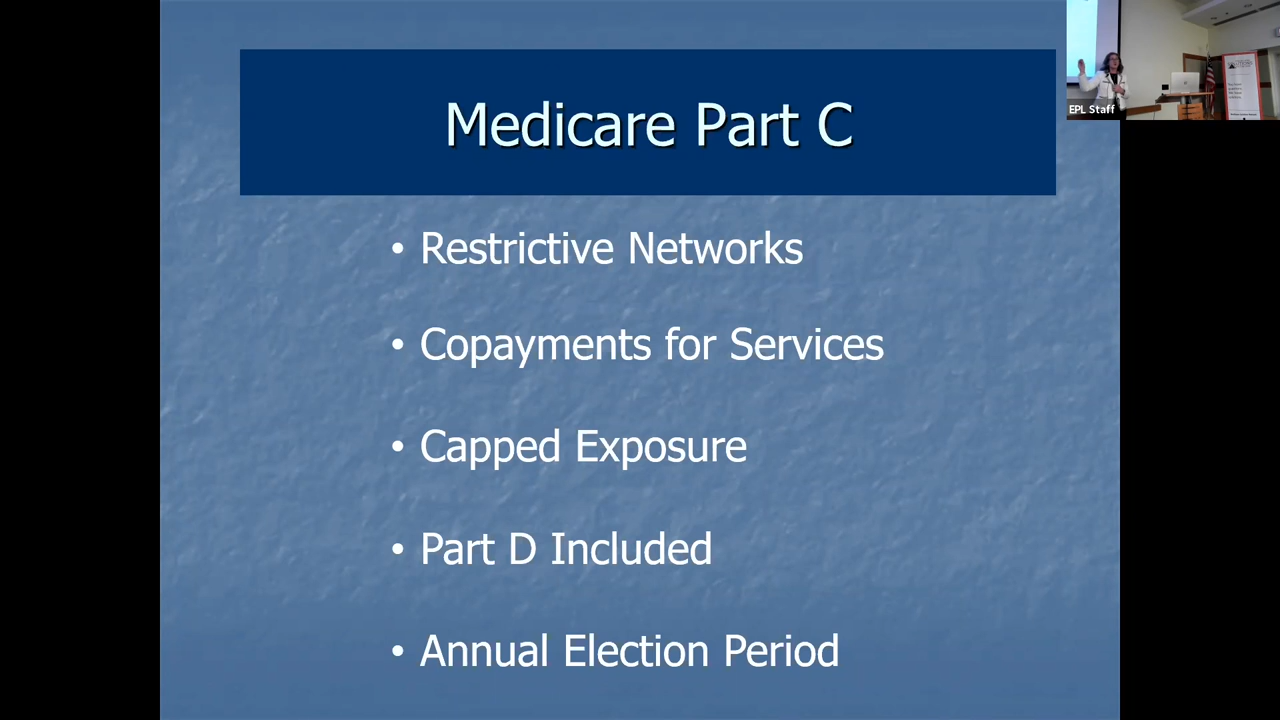 Medicare Part C
• Restrictive Networks
• Copayments for Services
• Capped Exposure
• Part D Included
• Annual Election Period
EPL Staff